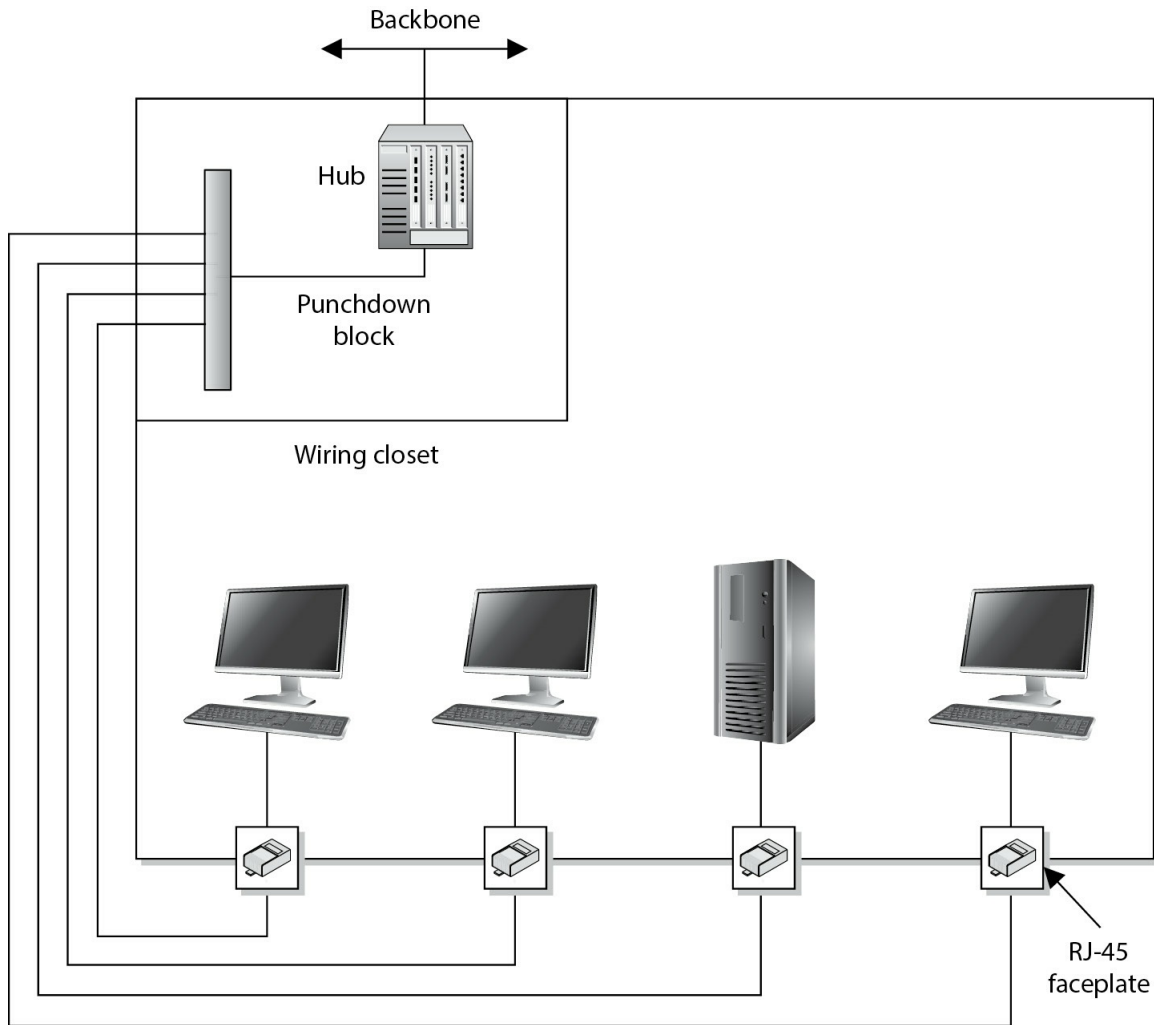 Backbone
Hub
Punchdown
block
Wiring closet
RJ-45
faceplate